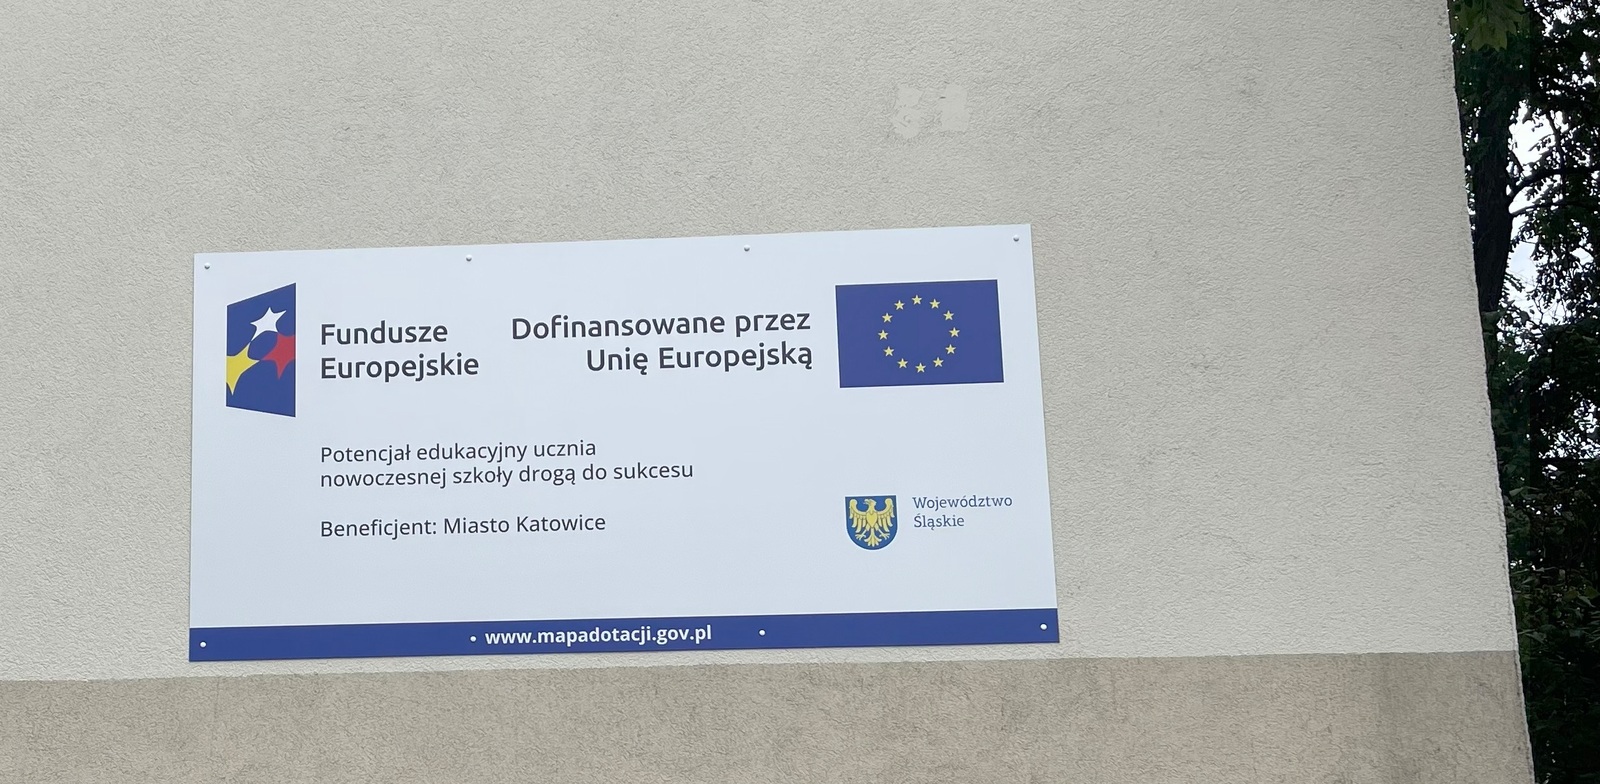 Fundusze
Europejskie
Dofinansowane przez
Unię Europejską
Potencjał edukacyjny ucznia
nowoczesnej szkoły drogą do sukcesu
Beneficjent: Miasto Katowice
Województwo
Śląskie
www.mapadotacji.gov.pl